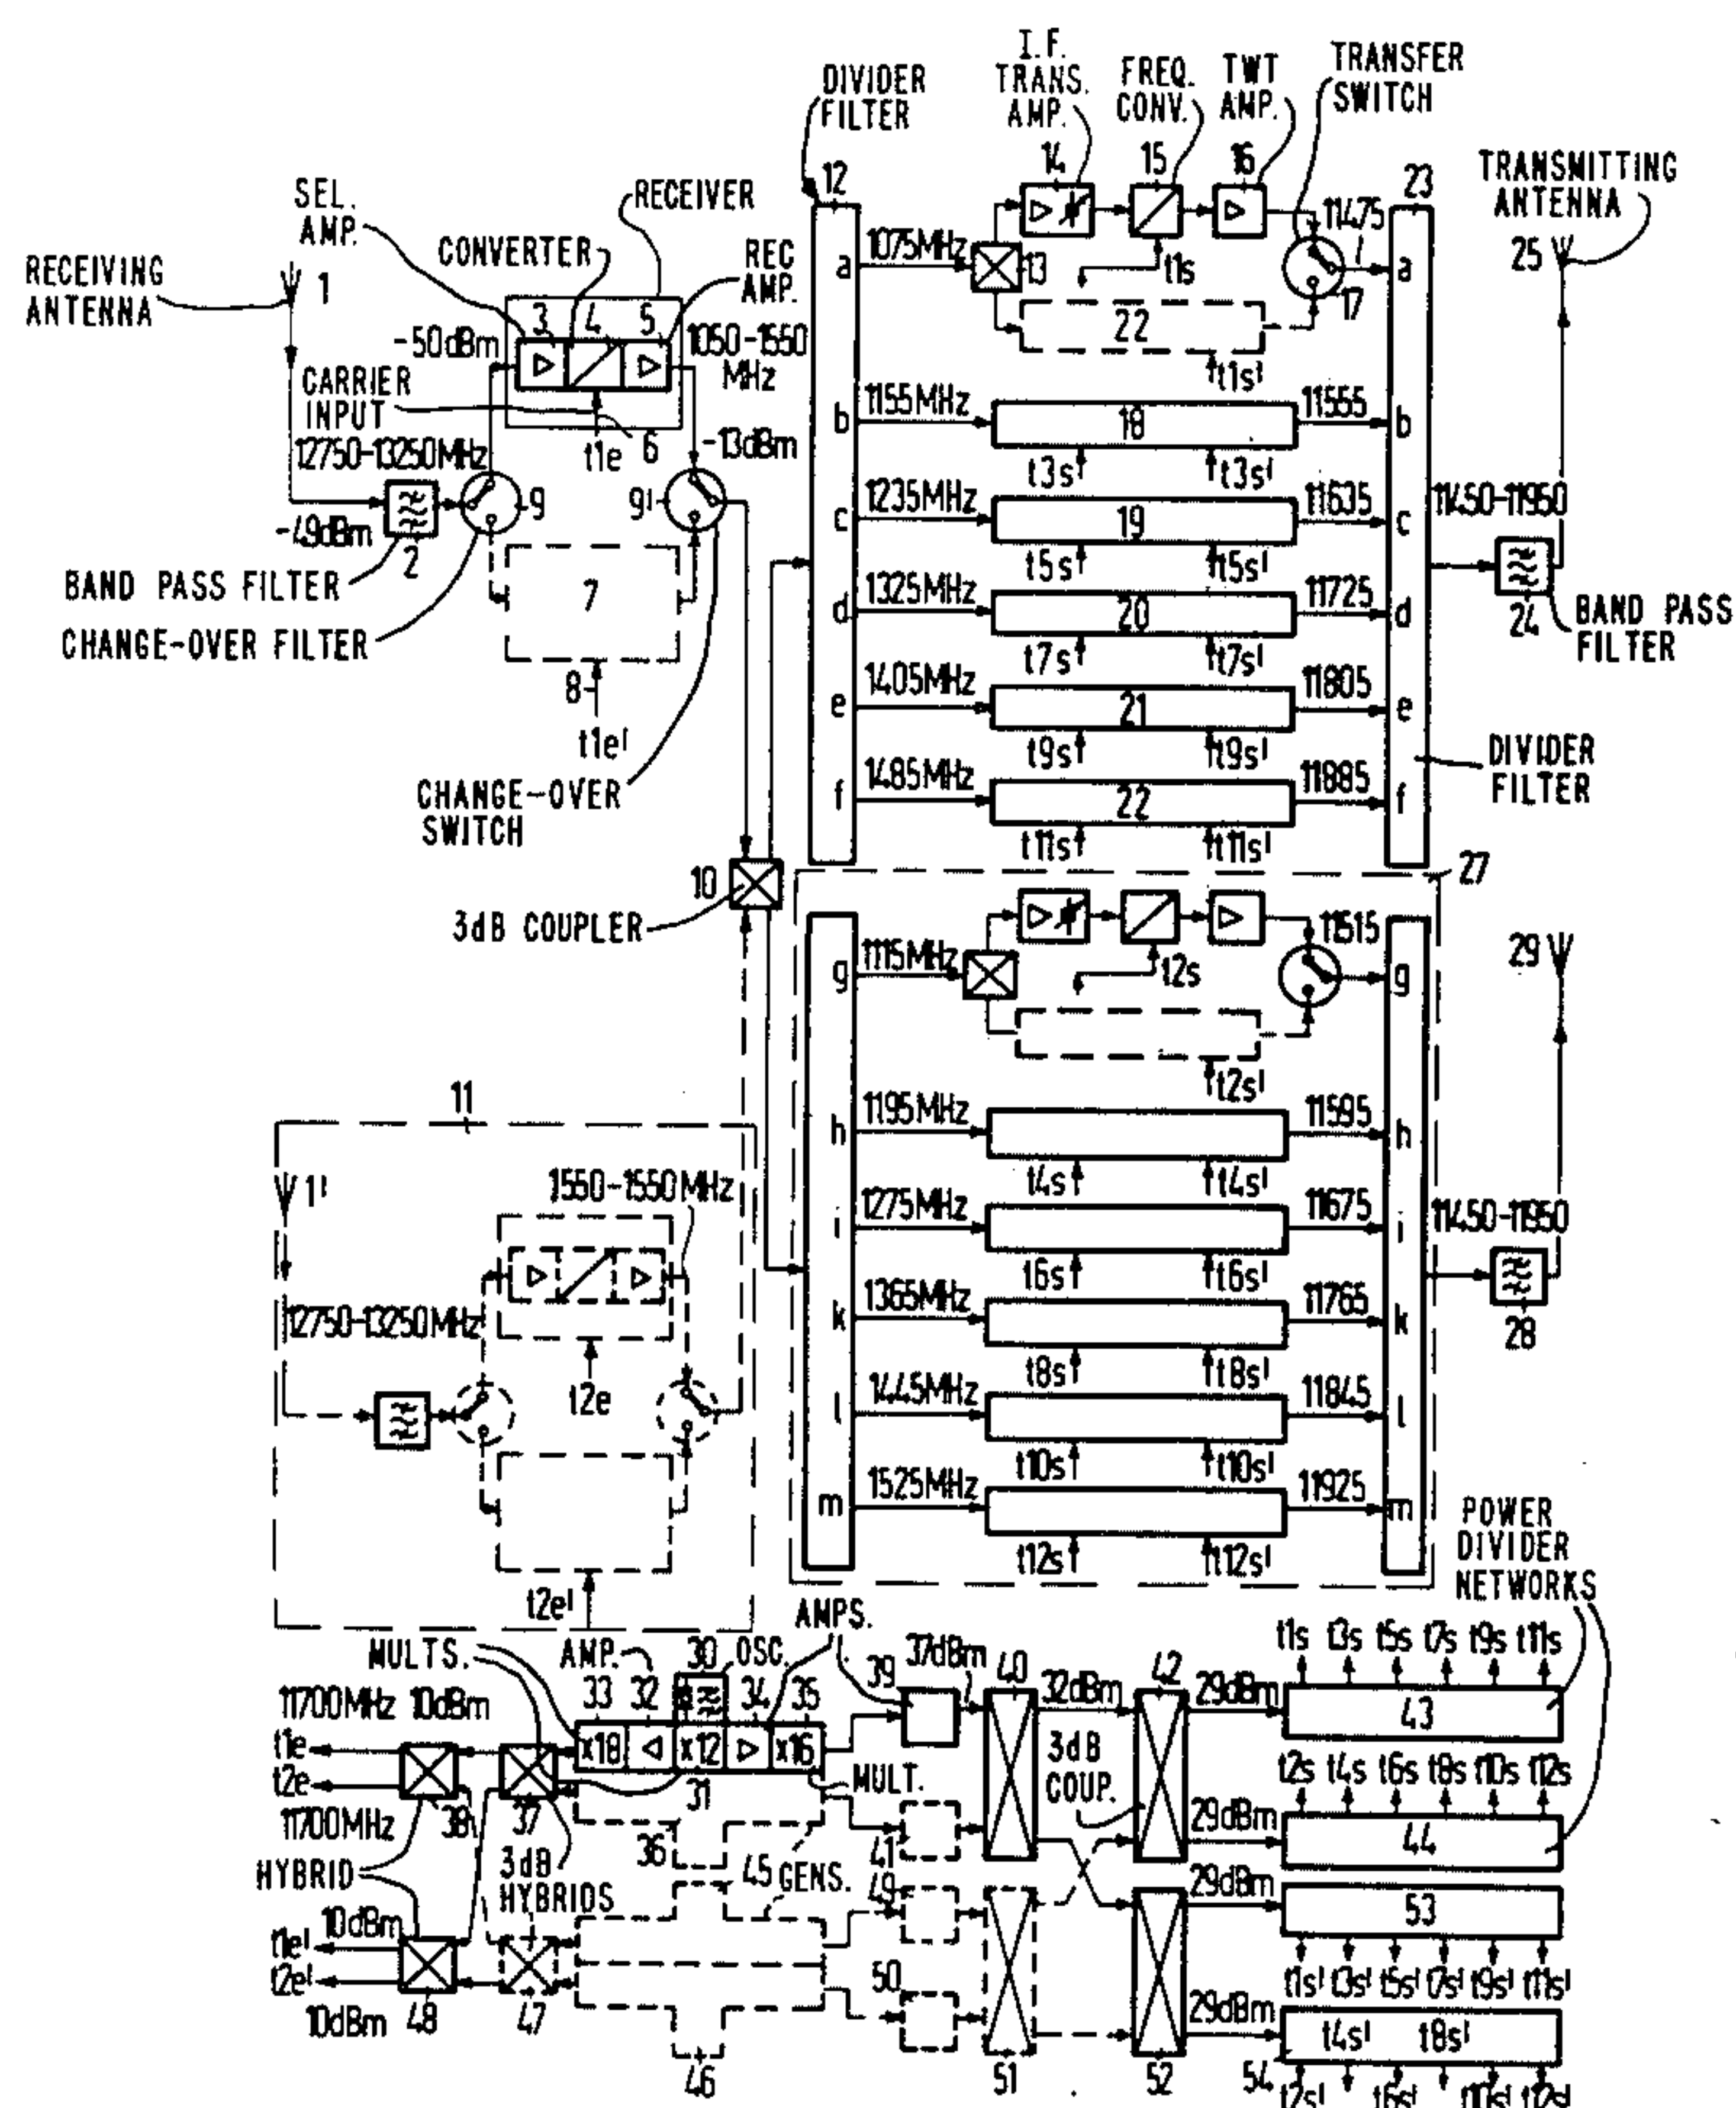 I.F.
TRANS.
AMP.
FREQ.
CONV.
TWT
AMP.
TRANSFER
SWITCH
DIVIDER
FILTER
14
15
16
12
23
TRANSMITTING
ANTENNA
25
SEL.
AMP.
RECEIVER
CONVERTER
REC
AMP.
RECEIVING
ANTENNA
1
3
4
5
-50dBm
1050-1550
MHz
CARRIER
INPUT
6
t1e
-13dBm
12750-13250MHz
-49dBm
9
9'
2
BAND PASS FILTER
CHANGE-OVER FILTER
7
8
t1e'
CHANGE-OVER
SWITCH
a
1075MHz
13
t1s
11475
17
a
22
t1s'
b
1155MHz
18
11555
b
t3s
t3s'
c
1235MHz
19
11635
c
t5s
t5s'
d
1325MHz
20
11725
d
t7s
t7s'
e
1405MHz
21
11805
e
t9s
t9s'
f
1485MHz
22
11885
f
t11s
t11s'
11450-11950
24
BAND PASS
FILTER
DIVIDER
FILTER
10
3dB COUPLER
27
g
1115MHz
t2s
11515
g
t2s'
29
h
1195MHz
11595
h
t4s
t4s'
i
1275MHz
11675
i
t6s
t6s'
k
1365MHz
11765
k
t8s
t8s'
l
1445MHz
11845
l
t10s
t10s'
m
1525MHz
11925
m
t12s
t12s'
11450-11950
28
11
1'
1550-1550MHz
12750-13250MHz
t2e
t2e'
POWER
DIVIDER
NETWORKS
AMPS.
MULTS.
AMP.
30
OSC.
33
32
34
35
x18
x12
x16
31
MULT.
11700MHz 10dBm
t1e
t2e
11700MHz
38
37
36
HYBRID
3dB
HYBRIDS
45
GENS.
10dBm
t1e'
t2e'
10dBm
48
47
46
39
37dBm
40
32dBm
42
29dBm
3dB
COUP.
41
49
50
51
52
t1s t3s t5s t7s t9s t11s
43
t2s t4s t6s t8s t10s t12s
29dBm
44
29dBm
53
t1s' t3s' t5s' t7s' t9s' t11s'
29dBm
t4s' t8s'
54
t2s' t6s' t10s' t12s'